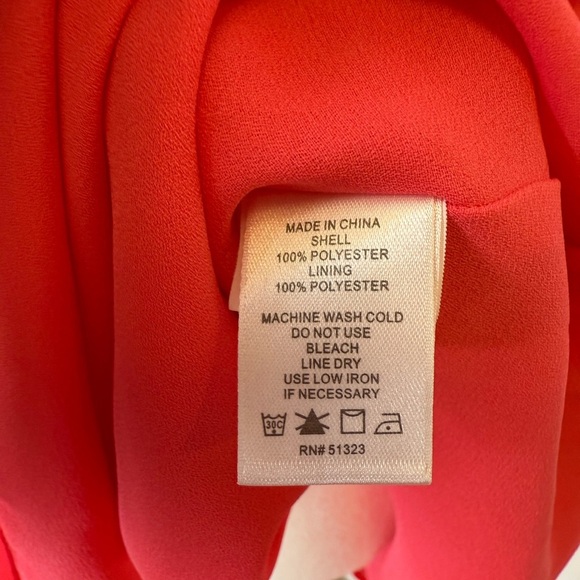 MADE IN CHINA
SHELL
100% POLYESTER
LINING
100% POLYESTER
MACHINE WASH COLD
DO NOT USE
BLEACH
LINE DRY
USE LOW IRON
IF NECESSARY
30C
RN# 51323